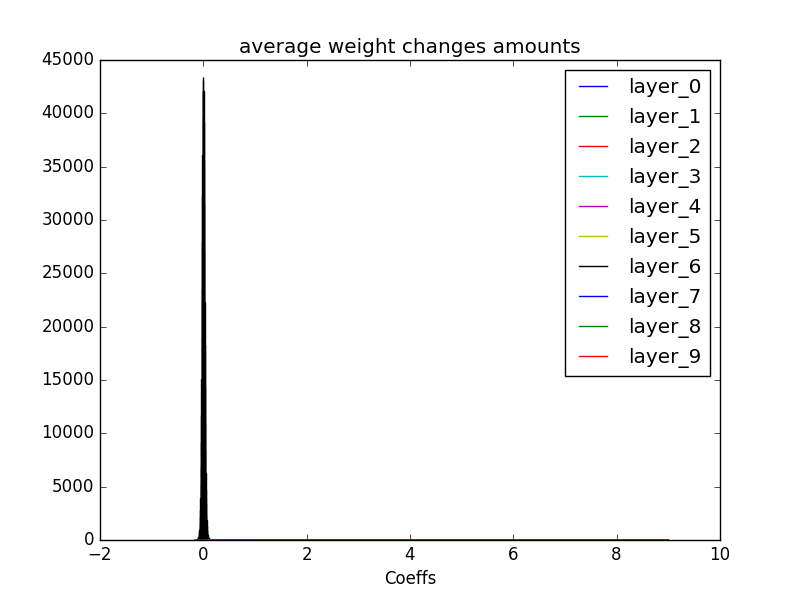 average weight changes amounts
45000
40000
35000
30000
25000
20000
15000
10000
5000
0
layer_0
layer_1
layer_2
layer_3
layer_4
layer_5
layer_6
layer_7
layer_8
layer_9
−2 0 2 4 6 8 10
Coeffs